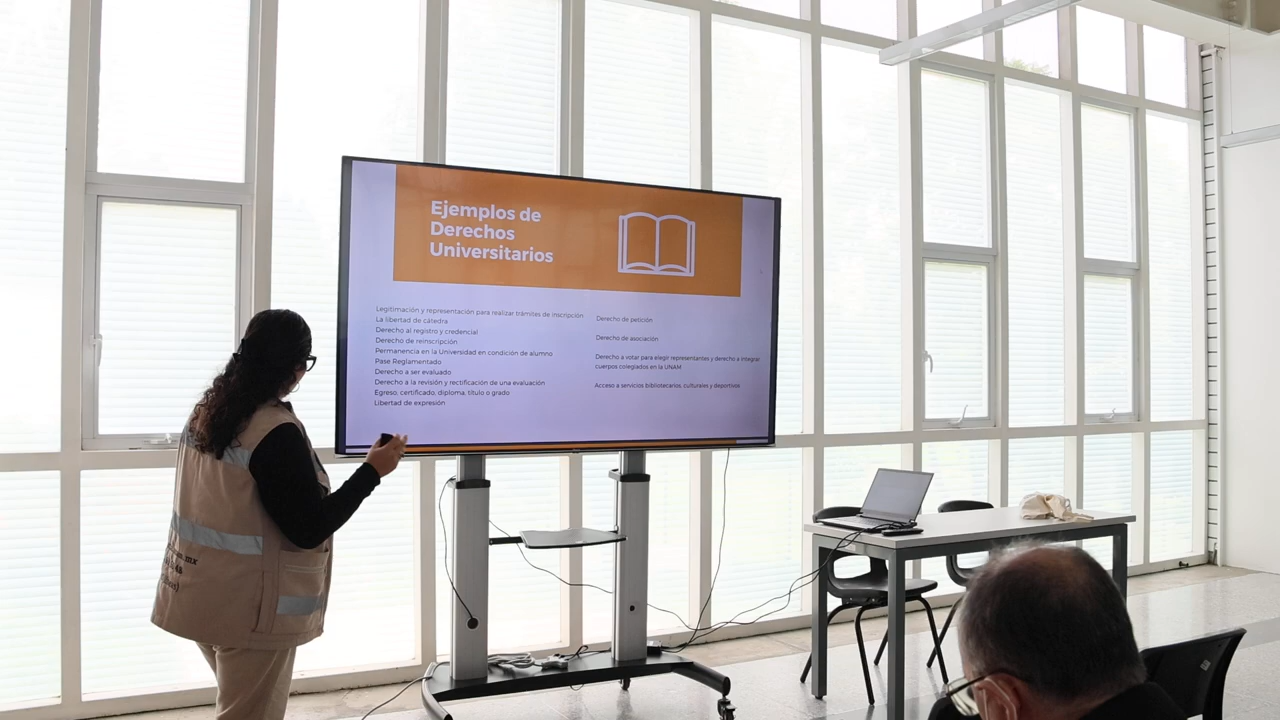 Ejemplos de
Derechos
Universitarios
Legitimación y representación para realizar trámites de inscripción
La libertad de cátedra
Derecho al registro y credencial
Derecho de reinscripción
Permanencia en la Universidad en condición de alumno
Pase Reglamentado
Derecho a ser evaluado
Derecho a la revisión y rectificación de una evaluación
Egreso, certificado, diploma, título o grado
Libertad de expresión
Derecho de petición
Derecho de asociación
Derecho a votar para elegir representantes y derecho a integrar
cuerpos colegiados en la UNAM
Acceso a servicios bibliotecarios, culturales y deportivos